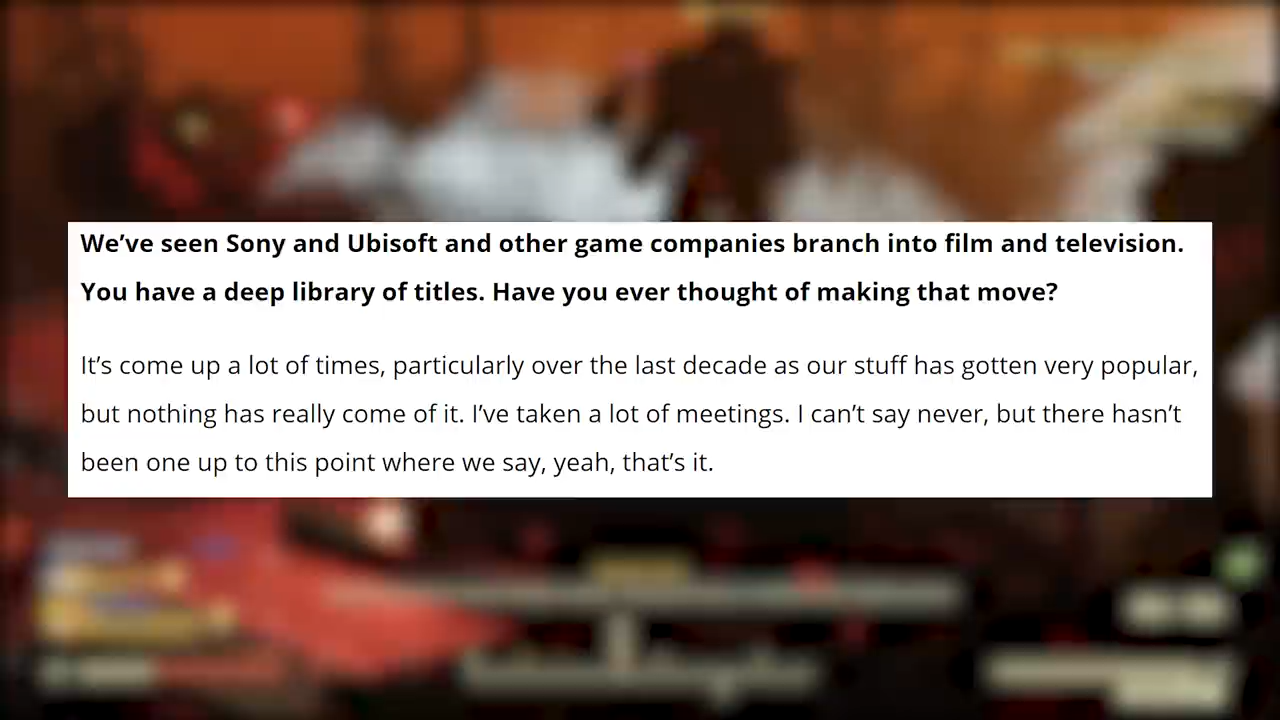 We’ve seen Sony and Ubisoft and other game companies branch into film and television.
You have a deep library of titles. Have you ever thought of making that move?
It’s come up a lot of times, particularly over the last decade as our stuff has gotten very popular,
but nothing has really come of it. I’ve taken a lot of meetings. I can’t say never, but there hasn’t
been one up to this point where we say, yeah, that’s it.